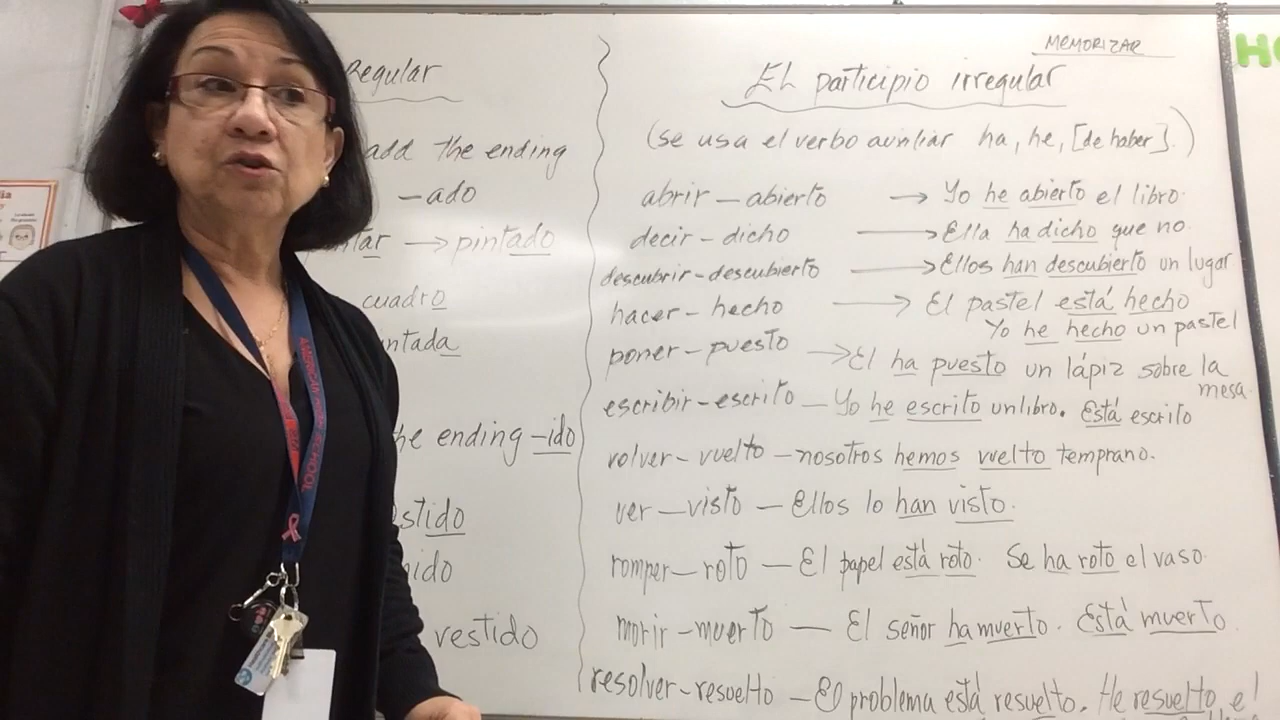 Regular
add the ending
-ado
pintado
cuadro
he ending -ido
vestido
MEMORIZAR
El participio irregular
(se usa el verbo auxiliar ha, he, [de haber].)
abrir - abierto → Yo he abierto el libro.
decir - dicho → Ella ha dicho que no.
descubrir - descubierto → Ellos han descubierto un lugar
hacer - hecho → El pastel está hecho
Yo he hecho un pastel
poner - puesto → El ha puesto un lápiz sobre la
mesa.
escribir - escrito - Yo he escrito un libro. Está escrito
volver - vuelto - nosotros hemos vuelto temprano.
ver - visto - Ellos lo han visto.
romper - roto - El papel está roto. Se ha roto el vaso.
morir - muerto - El señor ha muerto. Está muerto.
resolver - resuelto - El problema está resuelto. He resuelto el